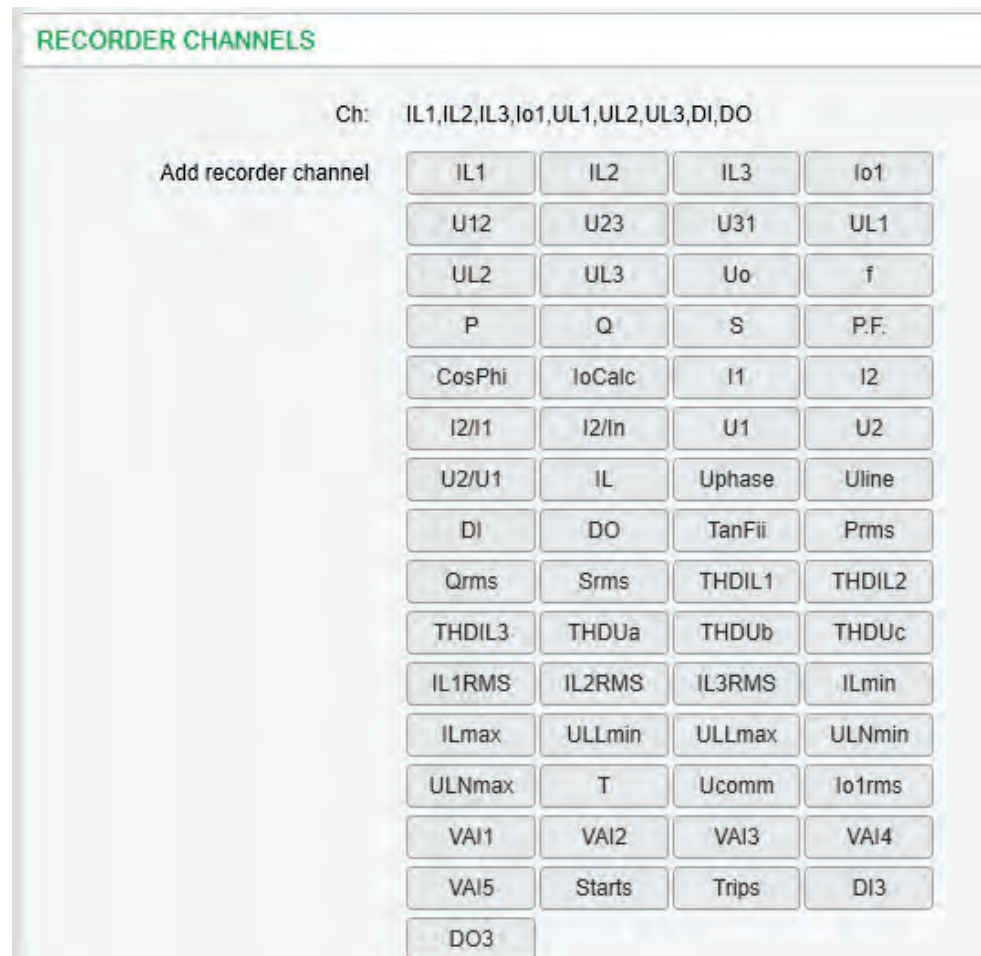 RECORDER CHANNELS
Ch: IL1,IL2,IL3,Io1,UL1,UL2,UL3,DI,DO
Add recorder channel IL1 IL2 IL3 Io1
U12 U23 U31 UL1
UL2 UL3 Uo f
P Q S P.F.
CosPhi IoCalc I1 I2
I2/I1 I2/In U1 U2
U2/U1 IL Uphase Uline
DI DO TanFii Prms
Qrms Srms THDIL1 THDIL2
THDIL3 THDUa THDUb THDUc
IL1RMS IL2RMS IL3RMS ILmin
ILmax ULLmin ULLmax ULNmin
ULNmax T Ucomm Io1rms
VAI1 VAI2 VAI3 VAI4
VAI5 Starts Trips DI3
DO3